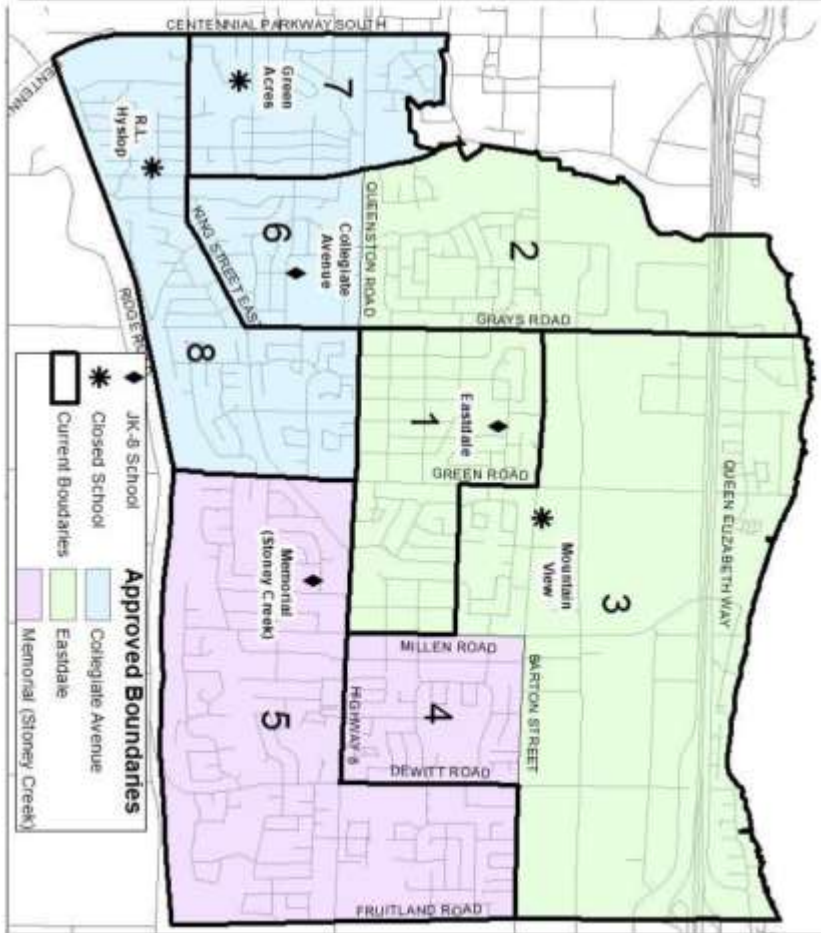 CENTENNIAL PARKWAY SOUTH
ENTENN
Green
Acres
7
R.L.
Hyslop
QUEENSTON ROAD
Collegiate
Avenue
6
KING STREET EAST
2
GRAYS ROAD
8
1
Eastdale
GREEN ROAD
QUEEN ELIZABETH WAY
Mountain
View
3
Memorial
(Stoney Creek)
MILLEN ROAD
BARTON STREET
4
HIGHWAY 8
5
DEWITT ROAD
FRUITLAND ROAD
JK-8 School
Closed School
Current Boudaries
Approved Boundaries
Collegiate Avenue
Eastdale
Memorial (Stoney Creek)